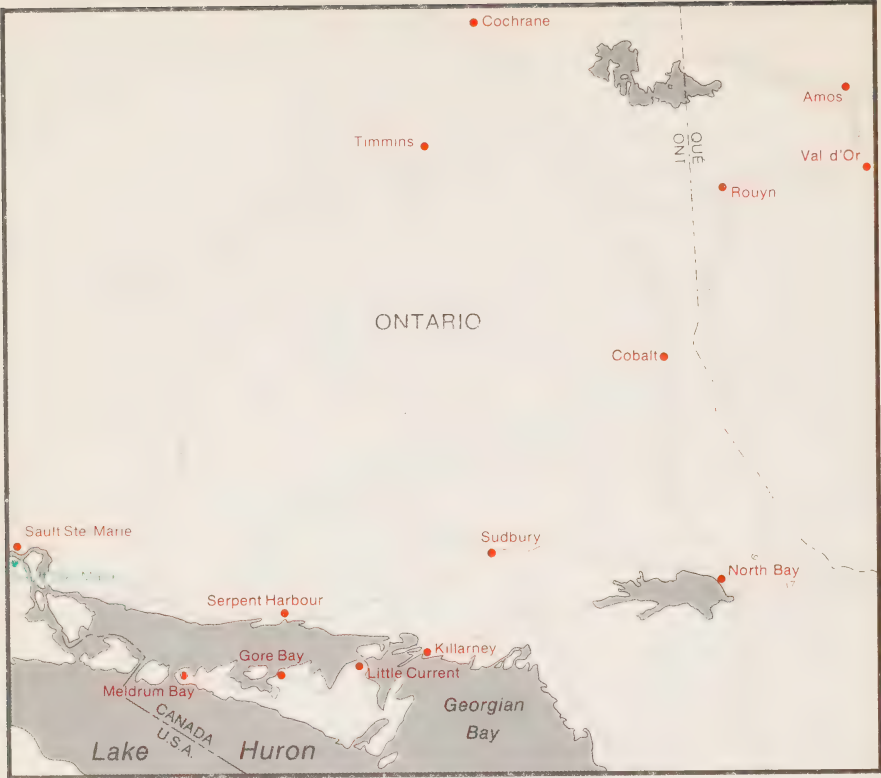 Cochrane
Amos
Timmins
QUÉ
ONT
Val d'Or
Rouyn
ONTARIO
Cobalt
Sault Ste Marie
Sudbury
North Bay
Serpent Harbour
Killarney
Gore Bay
Little Current
Meldrum Bay
Georgian
Bay
CANADA
U.S.A.
Lake Huron